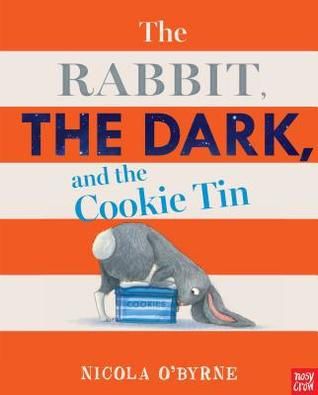 The
RABBIT,
THE DARK,
and the
Cookie Tin
COOKIES
NICOLA O'BYRNE
nosy
crow